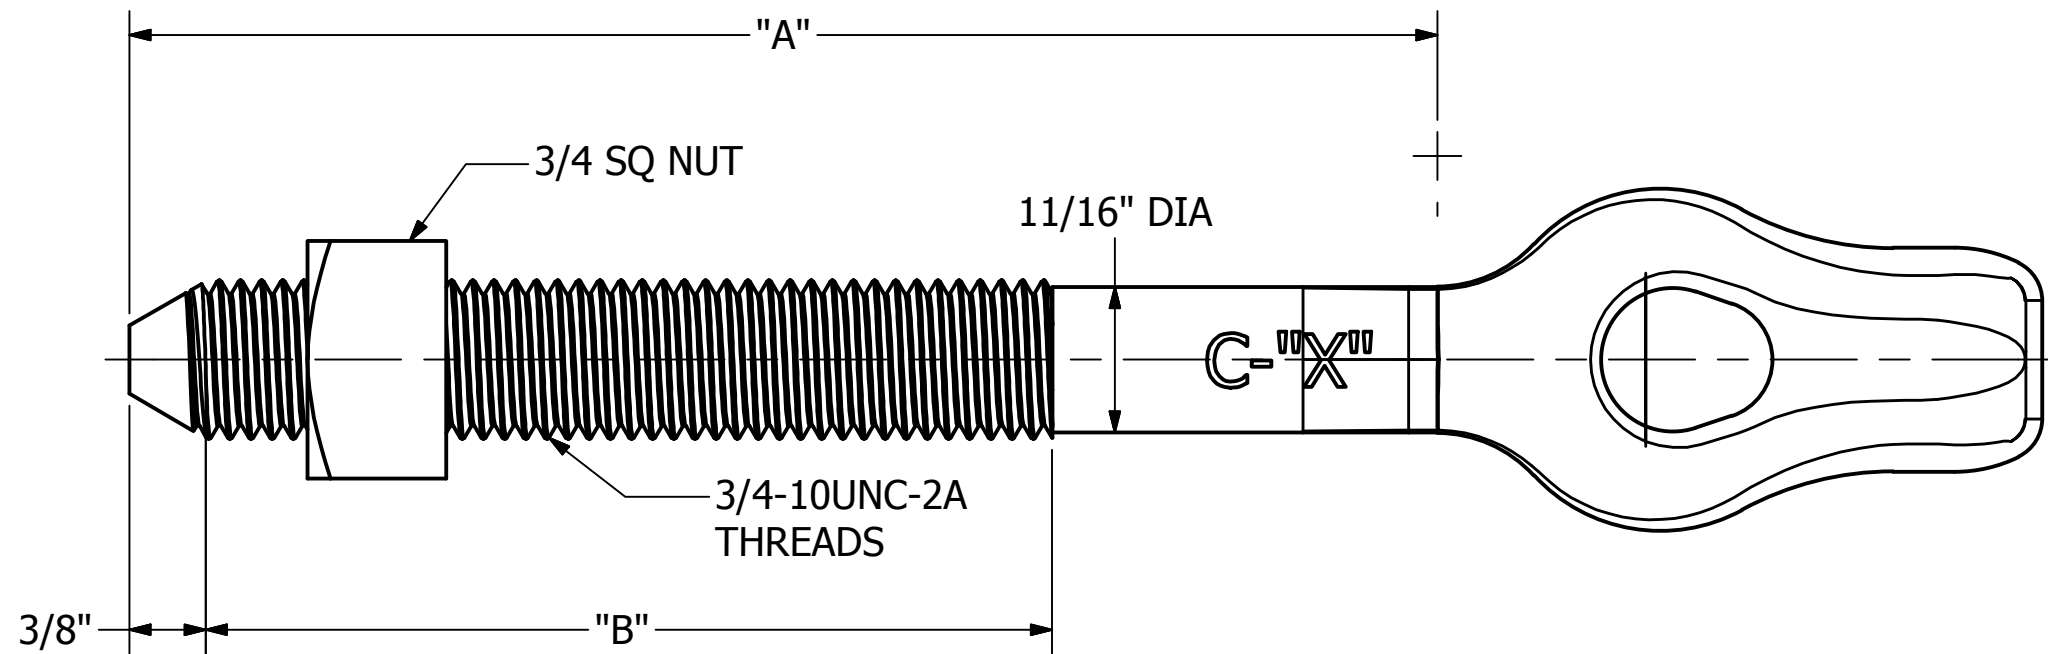 "A"
3/4 SQ NUT
11/16" DIA
C-"X"
3/4-10UNC-2A
THREADS
3/8"
"B"